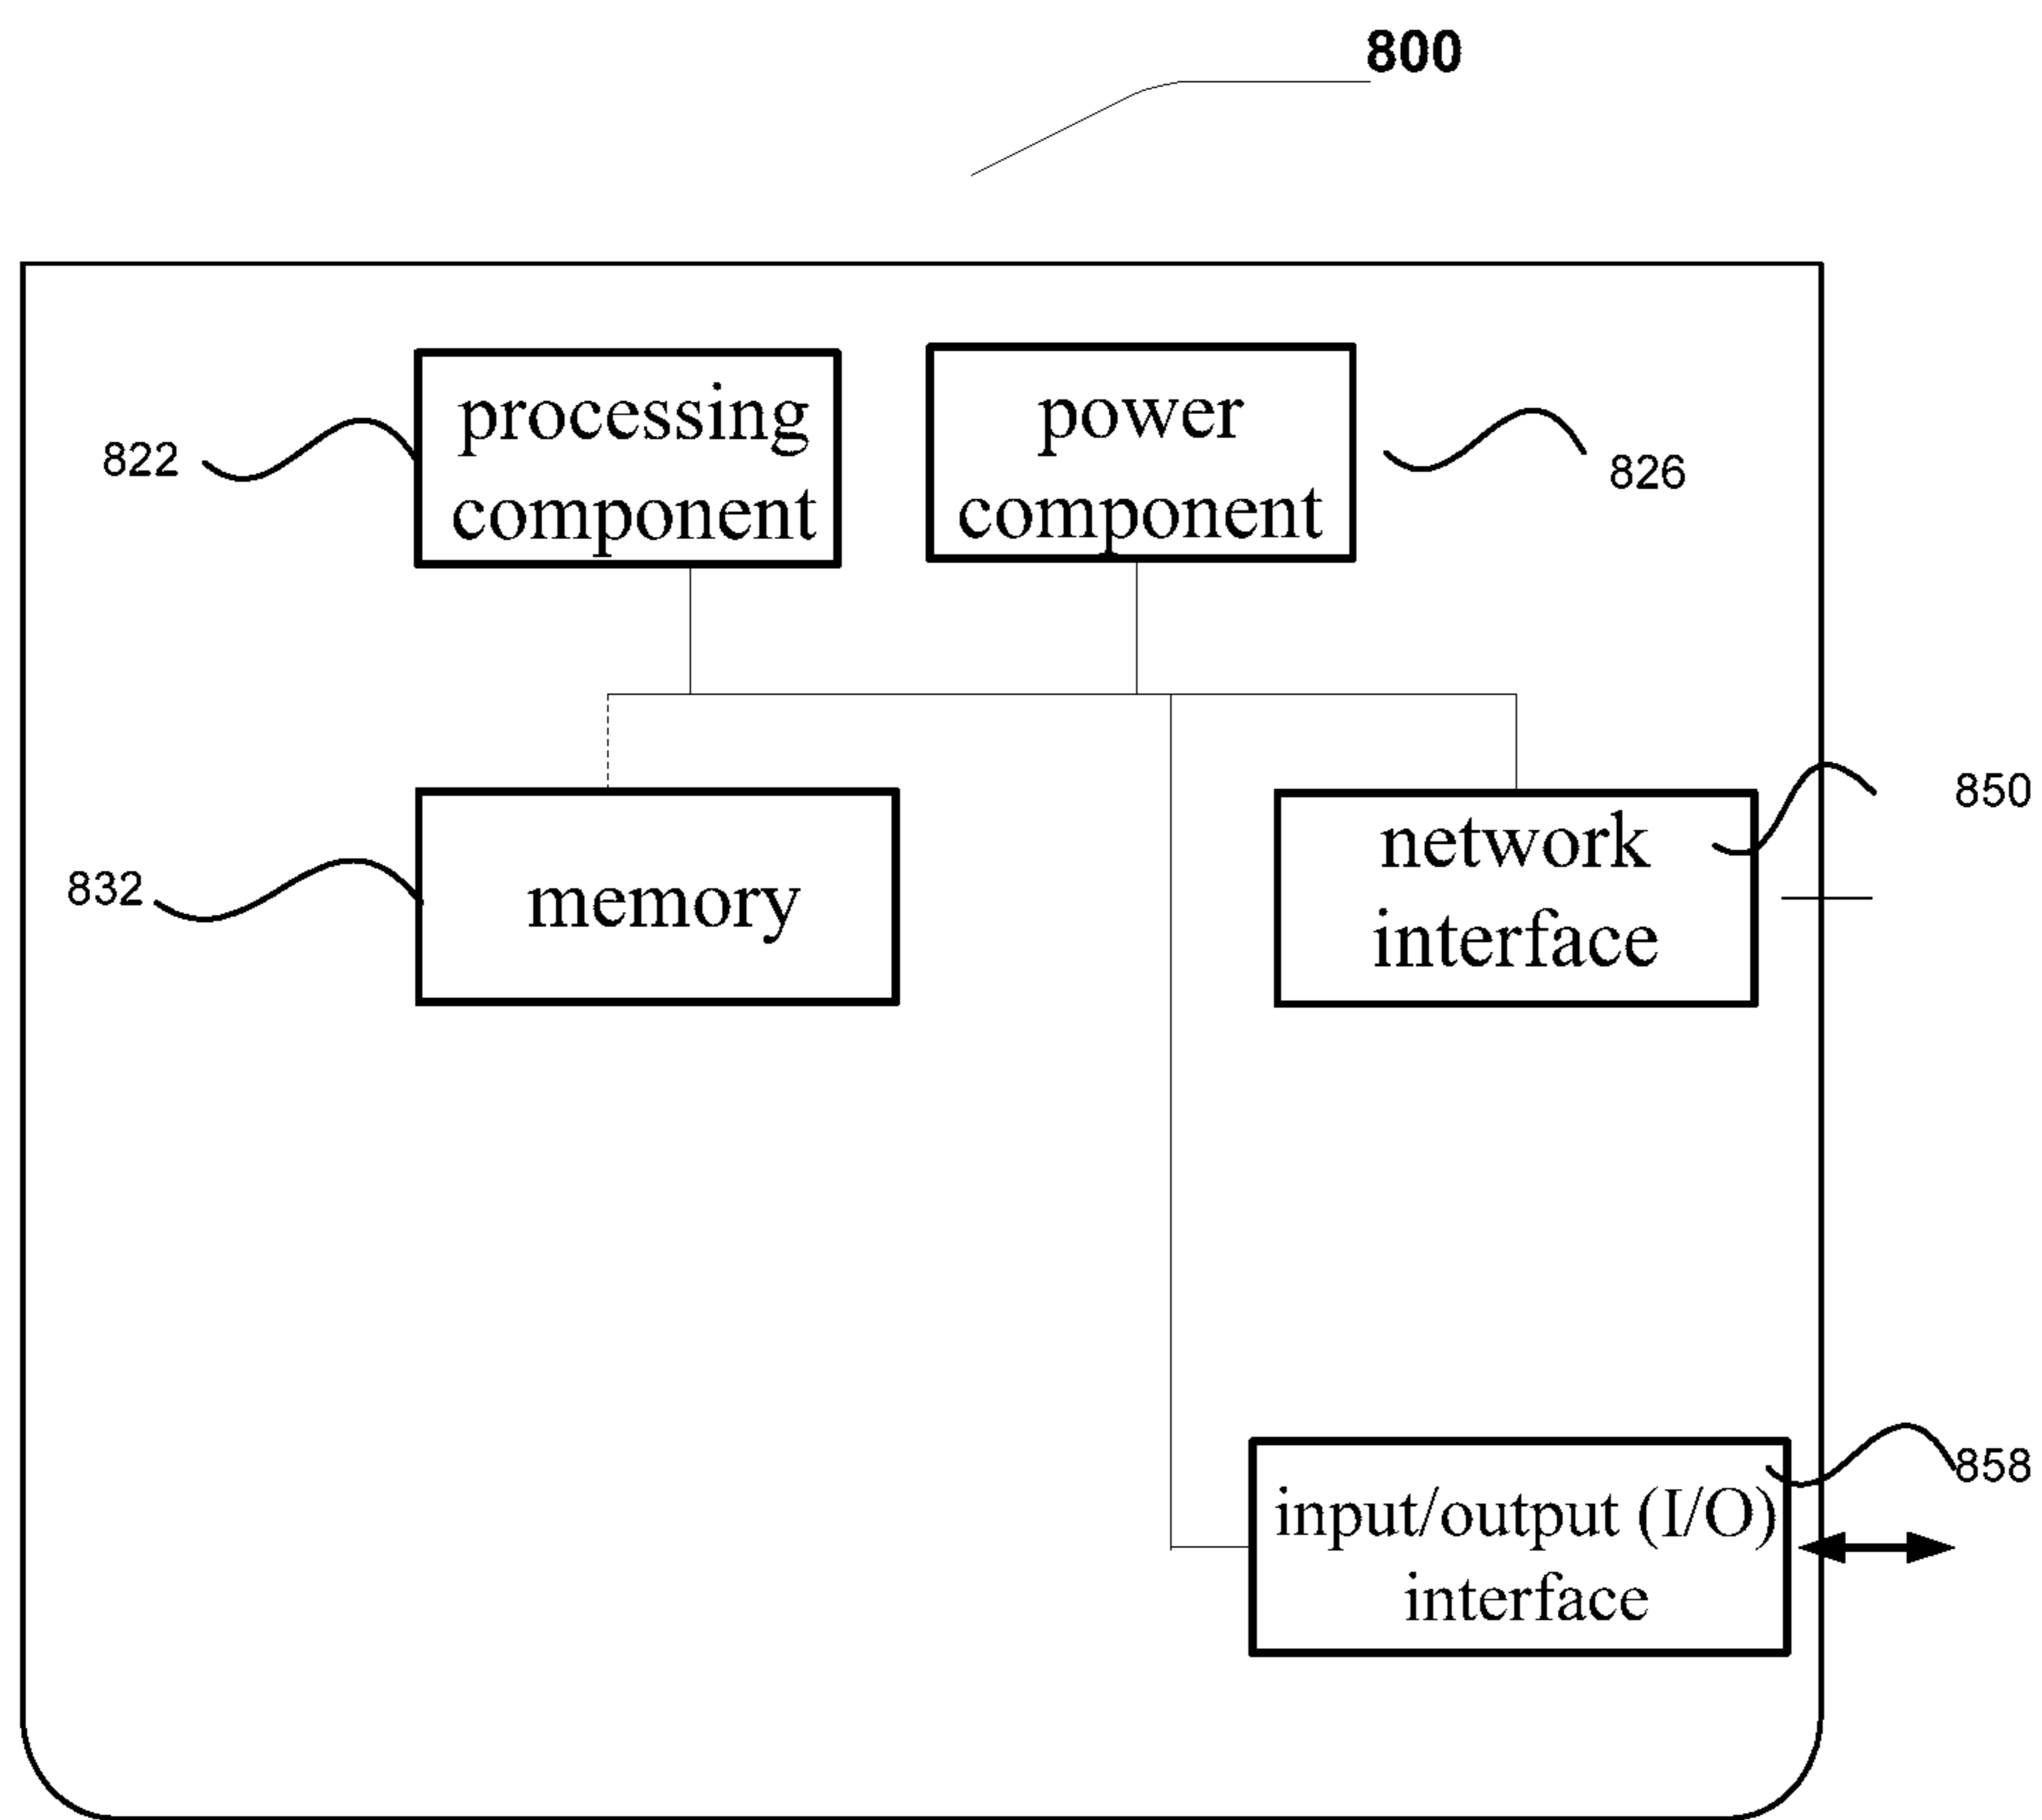 800
822
processing
component
power
component
826
832
memory
network
interface
850
858
input/output (I/O)
interface